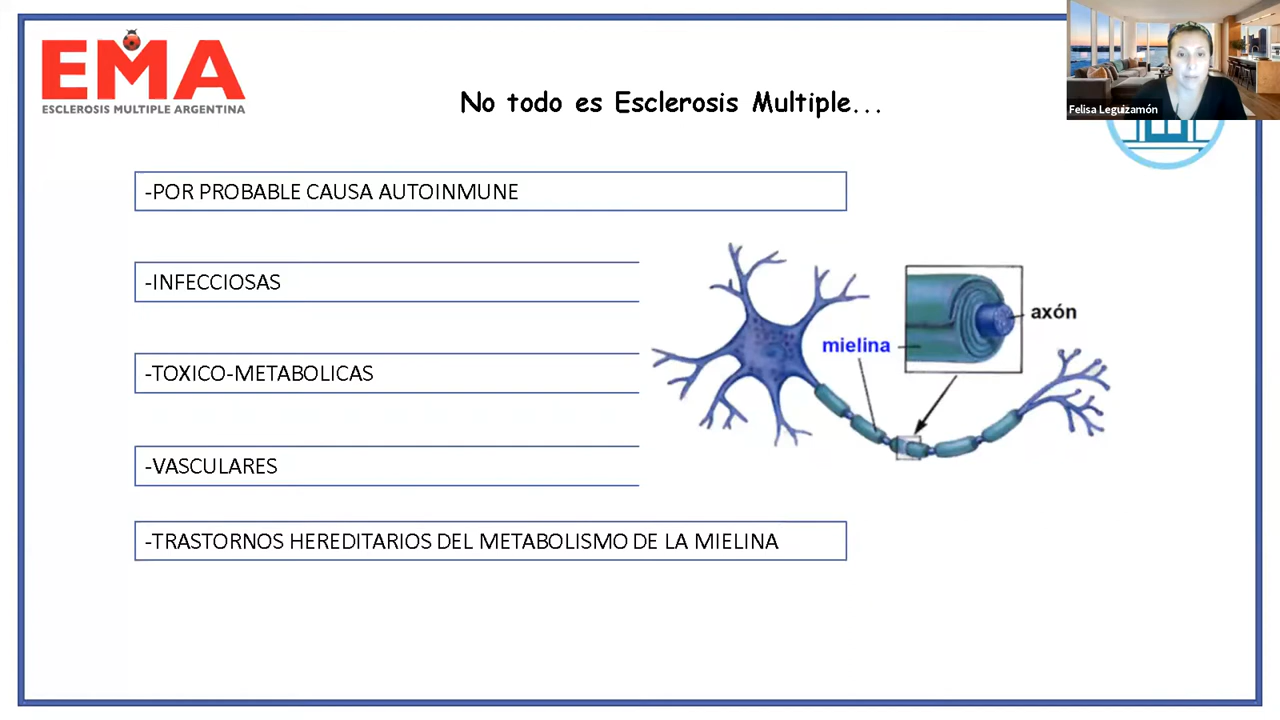 EMA
ESCLEROSIS MULTIPLE ARGENTINA
No todo es Esclerosis Multiple...
Felisa Leguizamón
-POR PROBABLE CAUSA AUTOINMUNE
-INFECCIOSAS
axón
mielina
-TOXICO-METABOLICAS
-VASCULARES
-TRASTORNOS HEREDITARIOS DEL METABOLISMO DE LA MIELINA